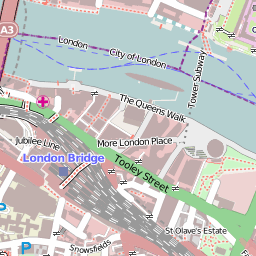 A3
London
City of London
Tower Subway
The Queens Walk
Jubilee Line
More London Place
London Bridge
Tooley Street
St Olave's Estate
Snowsfields
P
P